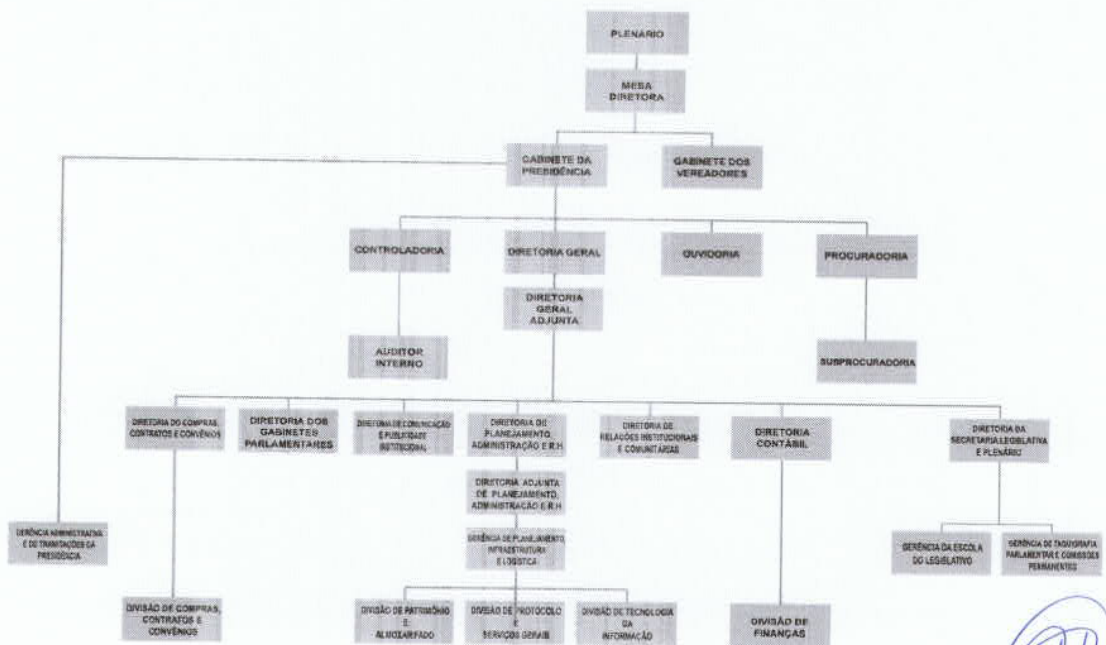 PLENÁRIO
MESA
DIRETORA
GABINETE DA
PRESIDÊNCIA
GABINETE DOS
VEREADORES
CONTROLADORIA
DIRETORIA GERAL
OUVIDORIA
PROCURADORIA
DIRETORIA
GERAL
ADJUNTA
AUDITOR
INTERNO
SUBPROCURADORIA
DIRETORIA DO COMPRAS,
CONTRATOS E CONVÊNIOS
DIRETORIA DOS
GABINETES
PARLAMENTARES
DIRETORIA DE COMUNICAÇÃO
E PUBLICIDADE
INSTITUCIONAL
DIRETORIA DE
PLANEJAMENTO,
ADMINISTRAÇÃO E R.H
DIRETORIA DE
RELAÇÕES INSTITUCIONAIS
E COMUNITÁRIAS
DIRETORIA
CONTÁBIL
DIRETORIA DA
SECRETARIA LEGISLATIVA
E PLENÁRIO
DIRETORIA ADJUNTA
DE PLANEJAMENTO,
ADMINISTRAÇÃO E R.H
GERÊNCIA ADMINISTRATIVA
E DE TRAMITAÇÕES DA
PRESIDÊNCIA
GERÊNCIA DE PLANEJAMENTO,
INFRAESTRUTURA
E LOGÍSTICA
GERÊNCIA DA ESCOLA
DO LEGISLATIVO
GERÊNCIA DE TAQUIGRAFIA
PARLAMENTAR E COMISSÕES
PERMANENTES
DIVISÃO DE COMPRAS,
CONTRATOS E
CONVÊNIOS
DIVISÃO DE PATRIMÔNIO
E
ALMOXARIFADO
DIVISÃO DE PROTOCOLO
E
SERVIÇOS GERAIS
DIVISÃO DE TECNOLOGIA
DA
INFORMAÇÃO
DIVISÃO DE
FINANÇAS